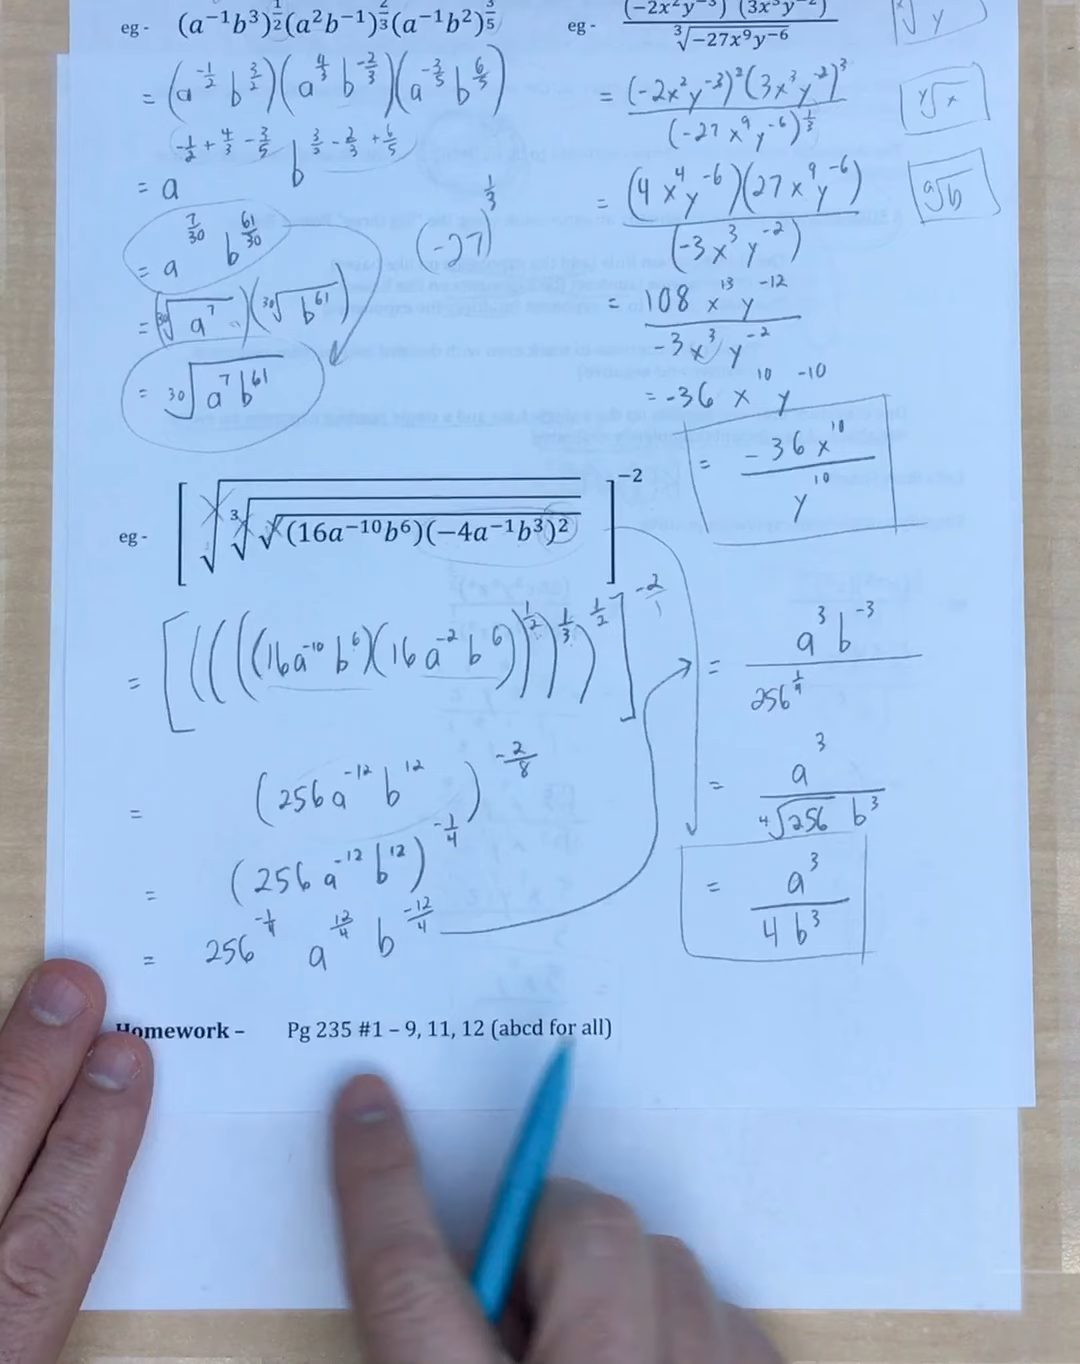 eg - (a⁻¹b³)^(1/2)(a²b⁻¹)^(2/3)(a⁻¹b²)^(3/5)
= (a^(-1/2) b^(3/2))(a^(4/3) b^(-2/3))(a^(-3/5) b^(6/5))
= a^(-1/2 + 4/3 - 3/5) b^(3/2 - 2/3 + 6/5)
= a^(7/30) b^(61/30)
(-27)^(1/3)
= (³⁰√a⁷)(³⁰√b⁶¹)
= ³⁰√(a⁷b⁶¹)
eg - (-2x²y⁻³)²(3x³y⁻²)³ / ³√(-27x⁹y⁻⁶)
= (-2x²y⁻³)²(3x³y⁻²)³ / (-27x⁹y⁻⁶)^(1/3)
= (4x⁴y⁻⁶)(27x⁹y⁻⁶) / (-3x³y⁻²)
= 108x¹³y⁻¹² / -3x³y⁻²
= -36x¹⁰y⁻¹⁰
= -36x¹⁰ / y¹⁰
ˣ√y
ʸ√x
ᵃ√b
eg - [√(³√(√((16a⁻¹⁰b⁶)(-4a⁻¹b³)²)))]⁻²
= [((((16a⁻¹⁰b⁶)(16a⁻²b⁶))^(1/2))^(1/3))^(1/2)]^(-2/1)
= (256a⁻¹²b¹²)^(-2/8)
= (256a⁻¹²b¹²)^(-1/4)
= 256^(-1/4) a^(12/4) b^(-12/4)
= a³b⁻³ / 256^(1/4)
= a³ / ⁴√256 b³
= a³ / 4b³
Homework – Pg 235 #1 – 9, 11, 12 (abcd for all)